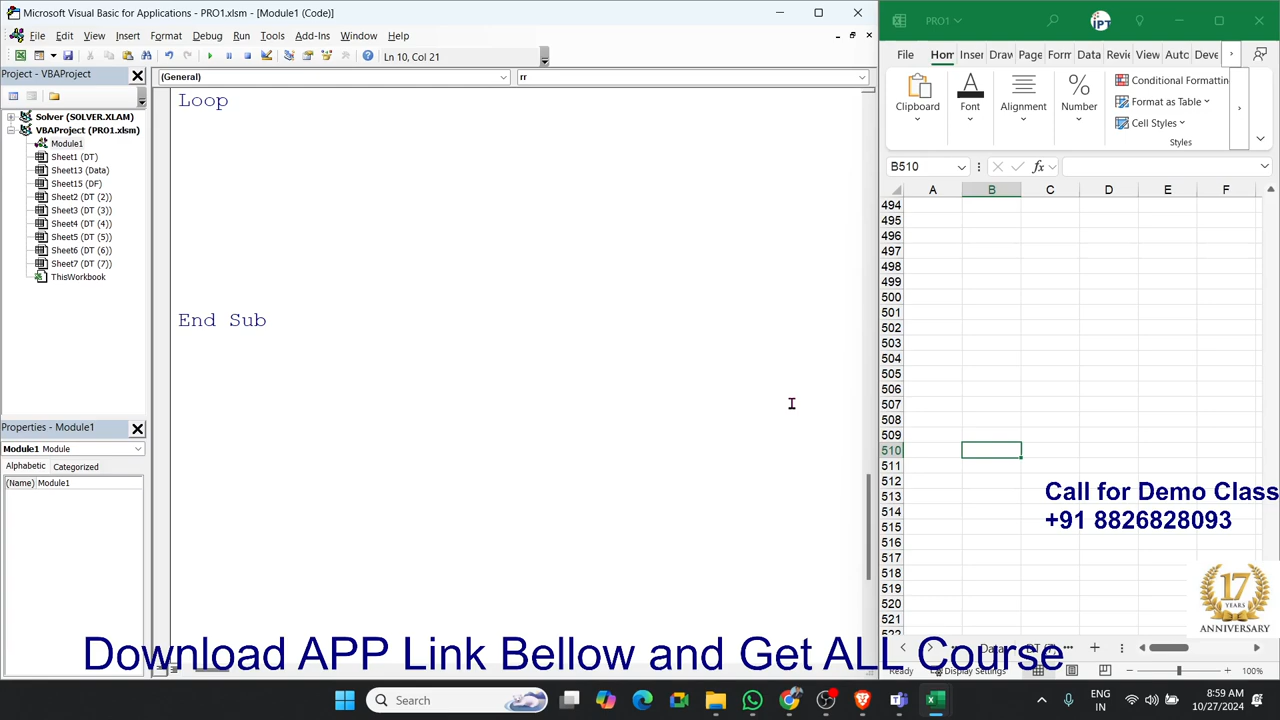 Microsoft Visual Basic for Applications - PRO1.xlsm - [Module1 (Code)]
File Edit View Insert Format Debug Run Tools Add-Ins Window Help
Ln 10, Col 21
Project - VBAProject
(General)
rr
Solver (SOLVER.XLAM)
VBAProject (PRO1.xlsm)
Module1
Sheet1 (DT)
Sheet13 (Data)
Sheet15 (DF)
Sheet2 (DT (2))
Sheet3 (DT (3))
Sheet4 (DT (4))
Sheet5 (DT (5))
Sheet6 (DT (6))
Sheet7 (DT (7))
ThisWorkbook
Loop
End Sub
Properties - Module1
Module1 Module
Alphabetic Categorized
(Name) Module1
PRO1
File Hom Inser Draw Page Form Data Revie View Auto Deve
Clipboard
Font
Alignment
Number
Conditional Formattin
Format as Table
Cell Styles
Styles
B510
fx
A B C D E F
494
495
496
497
498
499
500
501
502
503
504
505
506
507
508
509
510
511
512
513
514
515
516
517
518
519
520
521
Call for Demo Class
+91 8826828093
17
YEARS
ANNIVERSARY
Download APP Link Bellow and Get ALL Course
Ready
Display Settings
100%
Search
ENG
IN
8:59 AM
10/27/2024